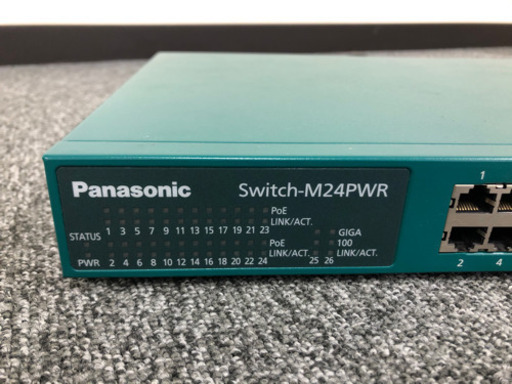 Panasonic Switch-M24PWR
PoE
LINK/ACT.
STATUS 1 3 5 7 9 11 13 15 17 19 21 23 GIGA
PoE 100
LINK/ACT. LINK/ACT.
PWR 2 4 6 8 10 12 14 16 18 20 22 24 25 26
1
2 4